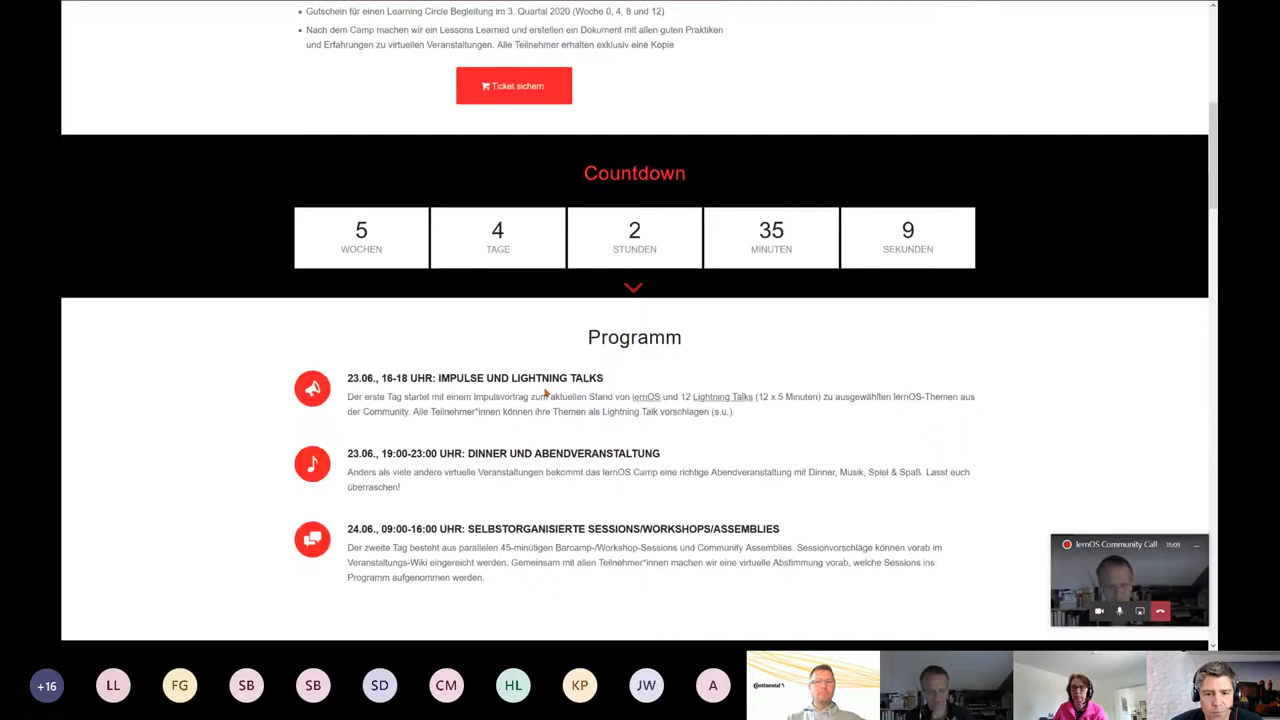 Gutschein für einen Learning Circle Begleitung im 3. Quartal 2020 (Woche 0, 4, 8 und 12)
Nach dem Camp machen wir ein Lessons Learned und erstellen ein Dokument mit allen guten Praktiken
und Erfahrungen zu virtuellen Veranstaltungen. Alle Teilnehmer erhalten exklusiv eine Kopie
Ticket sichern
Countdown
5 4 2 35 9
WOCHEN TAGE STUNDEN MINUTEN SEKUNDEN
Programm
23.06., 16-18 UHR: IMPULSE UND LIGHTNING TALKS
Der erste Tag startet mit einem Impulsvortrag zum aktuellen Stand von lernOS und 12 Lightning Talks (12 x 5 Minuten) zu ausgewählten lernOS-Themen aus
der Community. Alle Teilnehmer*innen können ihre Themen als Lightning Talk vorschlagen (s.u.).
23.06., 19:00-23:00 UHR: DINNER UND ABENDVERANSTALTUNG
Anders als viele andere virtuelle Veranstaltungen bekommt das lernOS Camp eine richtige Abendveranstaltung mit Dinner, Musik, Spiel & Spaß. Lasst euch
überraschen!
24.06., 09:00-16:00 UHR: SELBSTORGANISIERTE SESSIONS/WORKSHOPS/ASSEMBLIES
Der zweite Tag besteht aus parallelen 45-minütigen Barcamp-/Workshop-Sessions und Community Assemblies. Sessionvorschläge können vorab im
Veranstaltungs-Wiki eingereicht werden. Gemeinsam mit allen Teilnehmer*innen machen wir eine virtuelle Abstimmung vorab, welche Sessions ins
Programm aufgenommen werden.
lernOS Community Call 35:09
+16 LL FG SB SB SD CM HL KP JW A
Continental